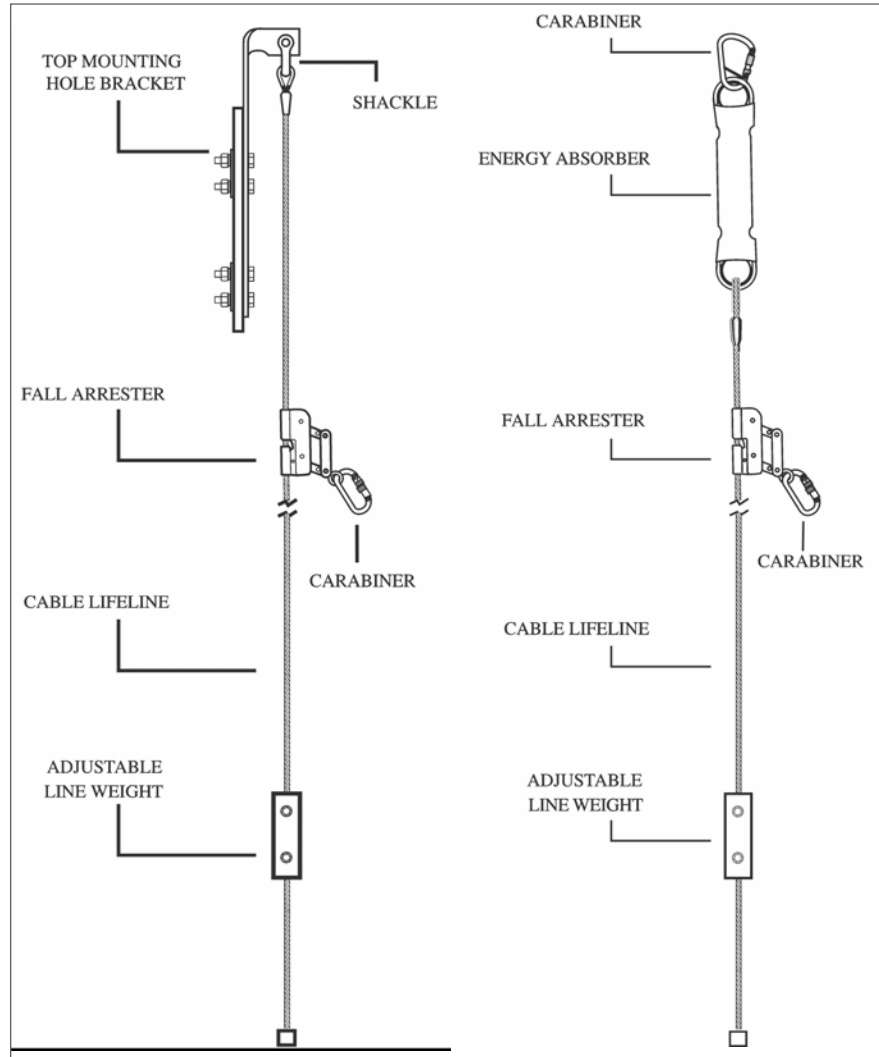 TOP MOUNTING
HOLE BRACKET
SHACKLE
FALL ARRESTER
CARABINER
CABLE LIFELINE
ADJUSTABLE
LINE WEIGHT
CARABINER
ENERGY ABSORBER
FALL ARRESTER
CARABINER
CABLE LIFELINE
ADJUSTABLE
LINE WEIGHT